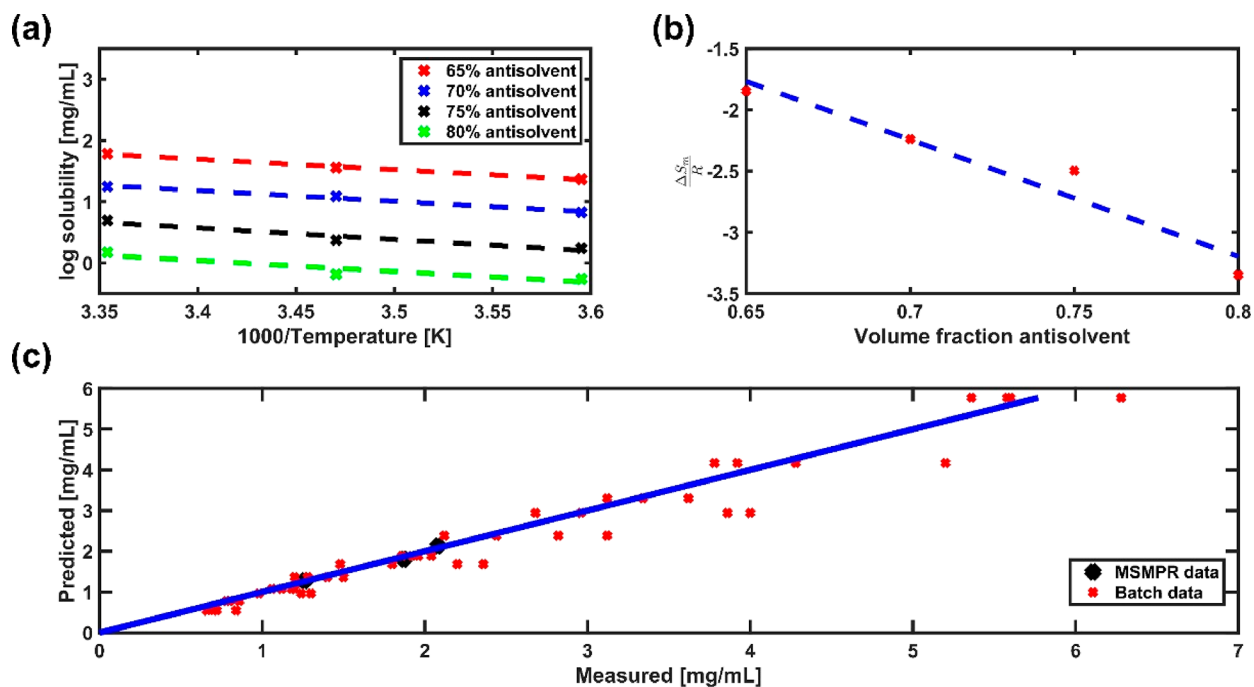 (a)
log solubility [mg/mL]
3
2
1
0
3.35
3.4
3.45
3.5
3.55
3.6
1000/Temperature [K]
65% antisolvent
70% antisolvent
75% antisolvent
80% antisolvent
(b)
ΔS_m/R
-1.5
-2
-2.5
-3
-3.5
0.65
0.7
0.75
0.8
Volume fraction antisolvent
(c)
Predicted [mg/mL]
6
5
4
3
2
1
0
0
1
2
3
4
5
6
7
Measured [mg/mL]
MSMPR data
Batch data